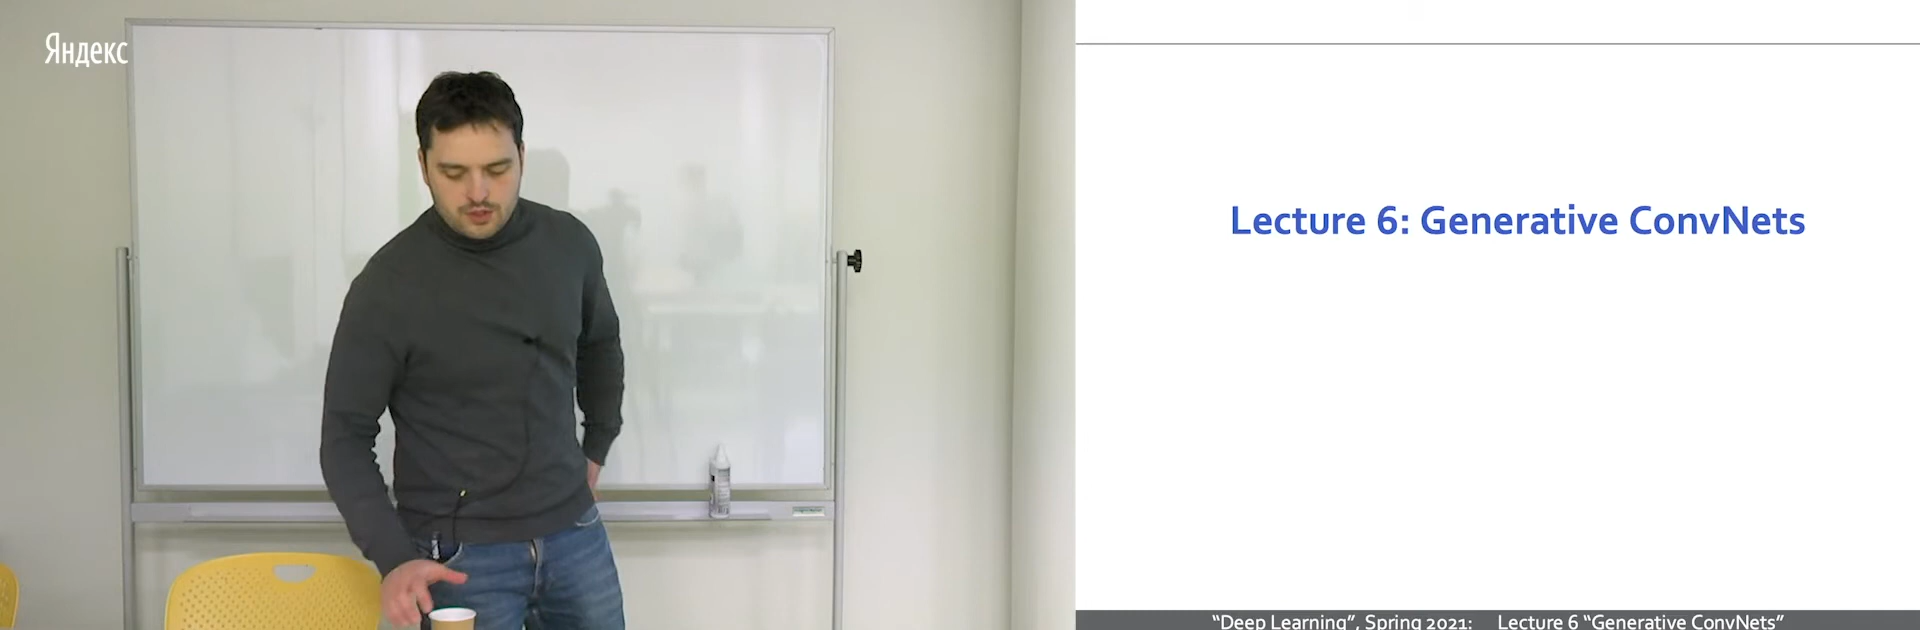 Яндекс
Lecture 6: Generative ConvNets
"Deep Learning", Spring 2021: Lecture 6 "Generative ConvNets"